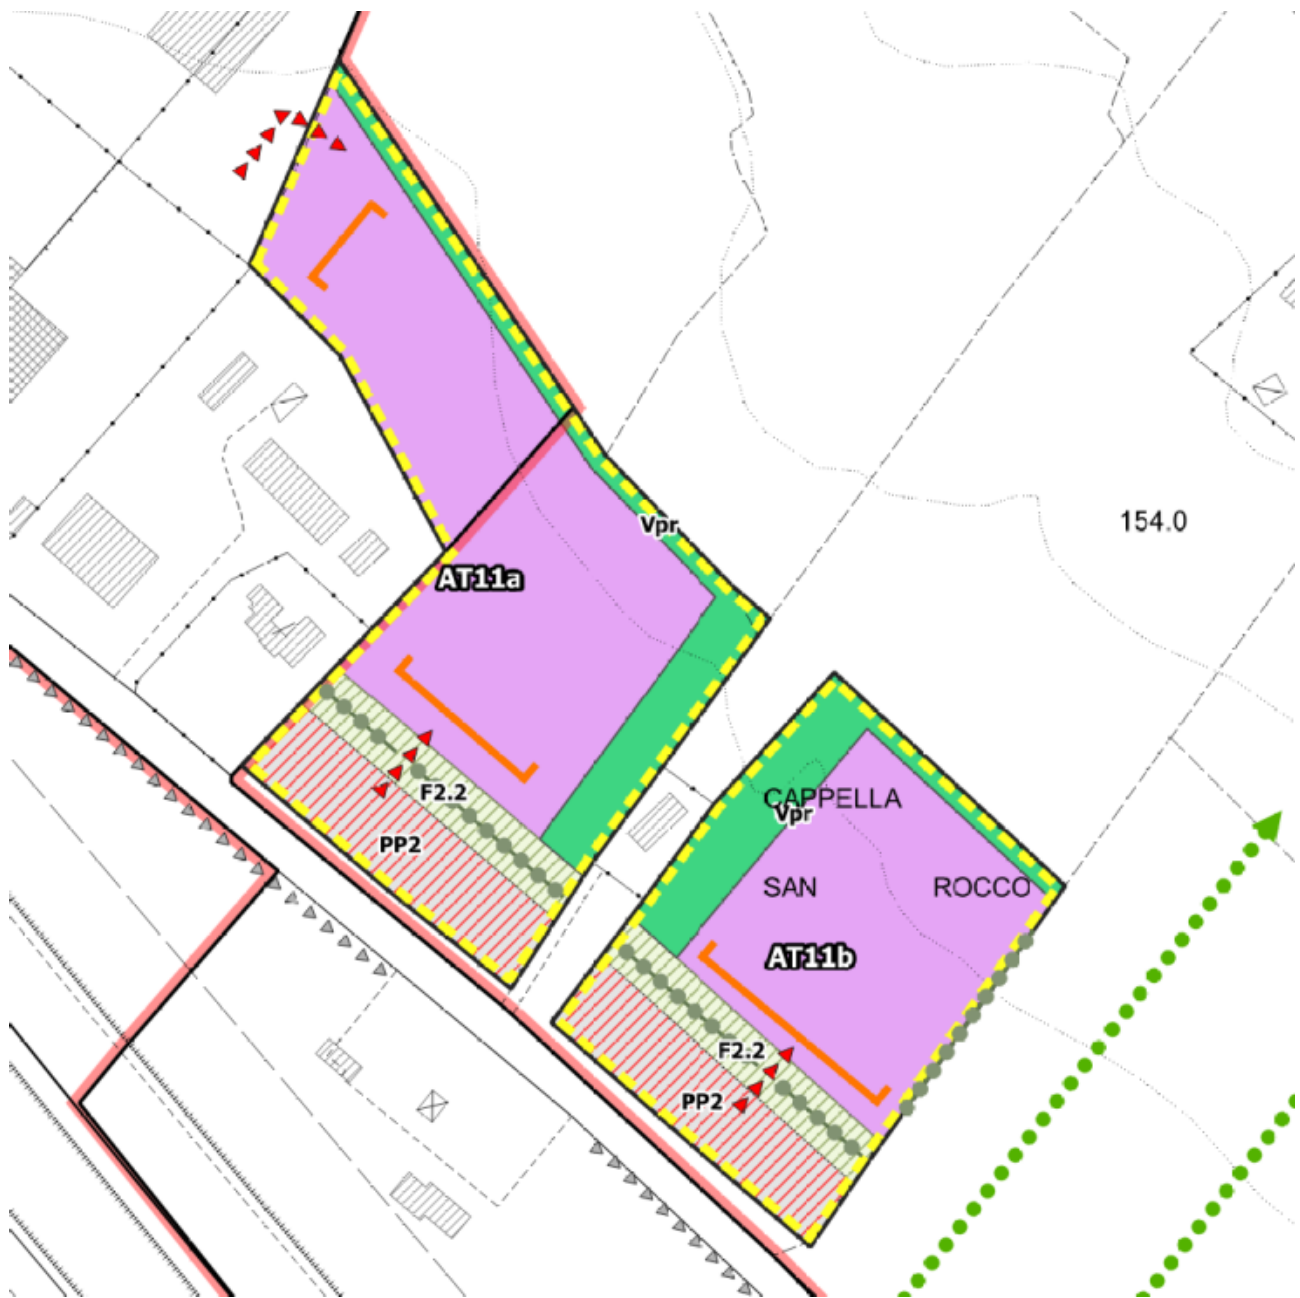 Vpr
154.0
AT11a
F2.2
CAPPELLA
Vpr
PP2
SAN ROCCO
AT11b
F2.2
PP2